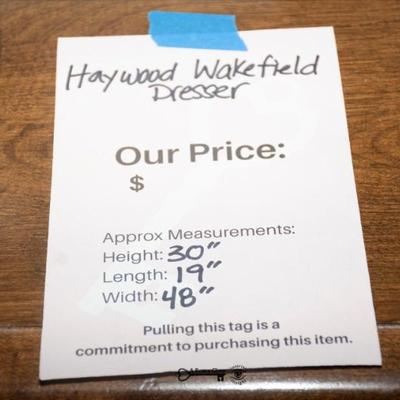 Haywood Wakefield
Dresser
Our Price:
$
Approx Measurements:
Height: 30"
Length: 19"
Width: 48"
Pulling this tag is a
commitment to purchasing this item.